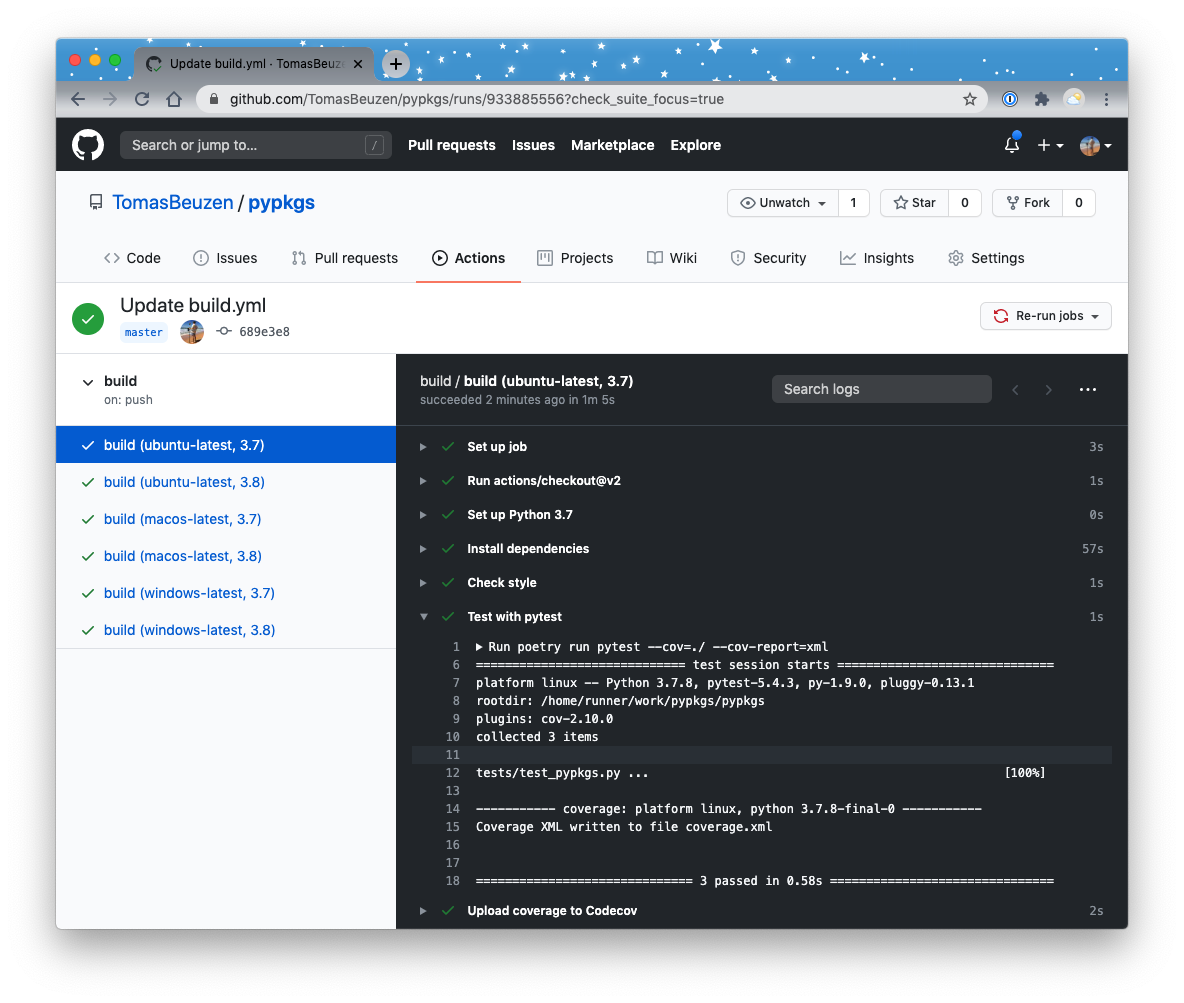 Update build.yml · TomasBeuze
github.com/TomasBeuzen/pypkgs/runs/933885556?check_suite_focus=true
Search or jump to... / Pull requests Issues Marketplace Explore
TomasBeuzen / pypkgs Unwatch 1 Star 0 Fork 0
Code Issues Pull requests Actions Projects Wiki Security Insights Settings
Update build.yml
master 689e3e8
Re-run jobs
build
on: push
build (ubuntu-latest, 3.7)
build (ubuntu-latest, 3.8)
build (macos-latest, 3.7)
build (macos-latest, 3.8)
build (windows-latest, 3.7)
build (windows-latest, 3.8)
build / build (ubuntu-latest, 3.7)
succeeded 2 minutes ago in 1m 5s
Search logs
Set up job 3s
Run actions/checkout@v2 1s
Set up Python 3.7 0s
Install dependencies 57s
Check style 1s
Test with pytest 1s
1 Run poetry run pytest --cov=./ --cov-report=xml
6 ============================= test session starts ==============================
7 platform linux -- Python 3.7.8, pytest-5.4.3, py-1.9.0, pluggy-0.13.1
8 rootdir: /home/runner/work/pypkgs/pypkgs
9 plugins: cov-2.10.0
10 collected 3 items
11
12 tests/test_pypkgs.py ... [100%]
13
14 ----------- coverage: platform linux, python 3.7.8-final-0 -----------
15 Coverage XML written to file coverage.xml
16
17
18 ============================== 3 passed in 0.58s ===============================
Upload coverage to Codecov 2s